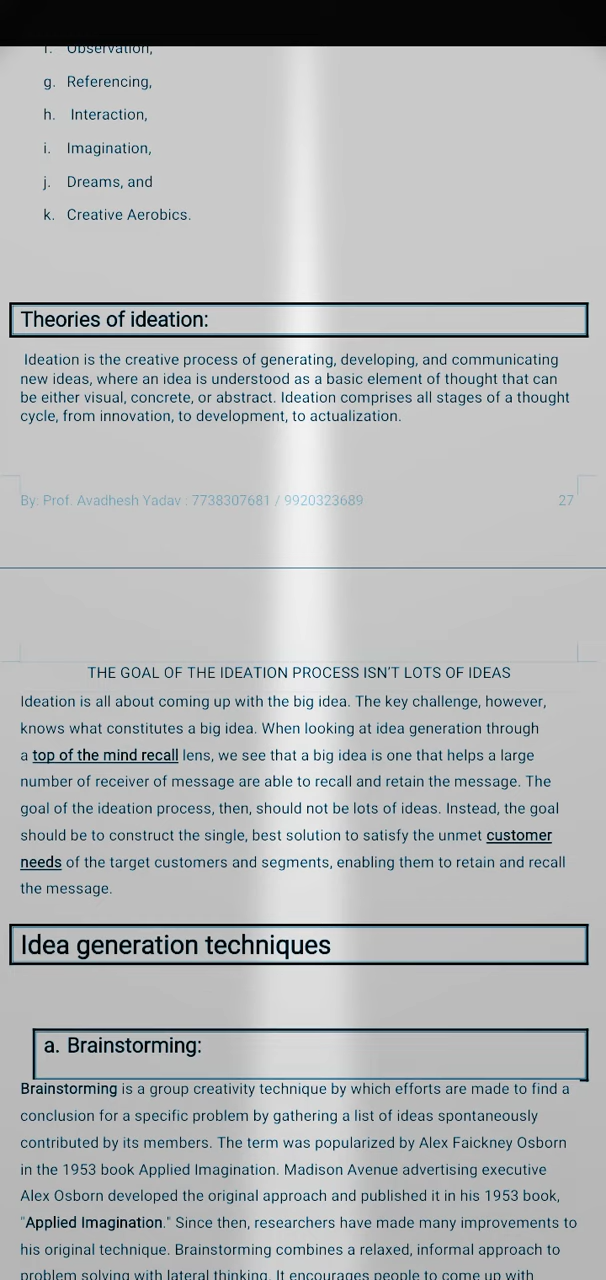 f. Observation,
g. Referencing,
h. Interaction,
i. Imagination,
j. Dreams, and
k. Creative Aerobics.
Theories of ideation:
Ideation is the creative process of generating, developing, and communicating
new ideas, where an idea is understood as a basic element of thought that can
be either visual, concrete, or abstract. Ideation comprises all stages of a thought
cycle, from innovation, to development, to actualization.
By: Prof. Avadhesh Yadav : 7738307681 / 9920323689 27
THE GOAL OF THE IDEATION PROCESS ISN'T LOTS OF IDEAS
Ideation is all about coming up with the big idea. The key challenge, however,
knows what constitutes a big idea. When looking at idea generation through
a top of the mind recall lens, we see that a big idea is one that helps a large
number of receiver of message are able to recall and retain the message. The
goal of the ideation process, then, should not be lots of ideas. Instead, the goal
should be to construct the single, best solution to satisfy the unmet customer
needs of the target customers and segments, enabling them to retain and recall
the message.
Idea generation techniques
a. Brainstorming:
Brainstorming is a group creativity technique by which efforts are made to find a
conclusion for a specific problem by gathering a list of ideas spontaneously
contributed by its members. The term was popularized by Alex Faickney Osborn
in the 1953 book Applied Imagination. Madison Avenue advertising executive
Alex Osborn developed the original approach and published it in his 1953 book,
"Applied Imagination." Since then, researchers have made many improvements to
his original technique. Brainstorming combines a relaxed, informal approach to
problem solving with lateral thinking. It encourages people to come up with